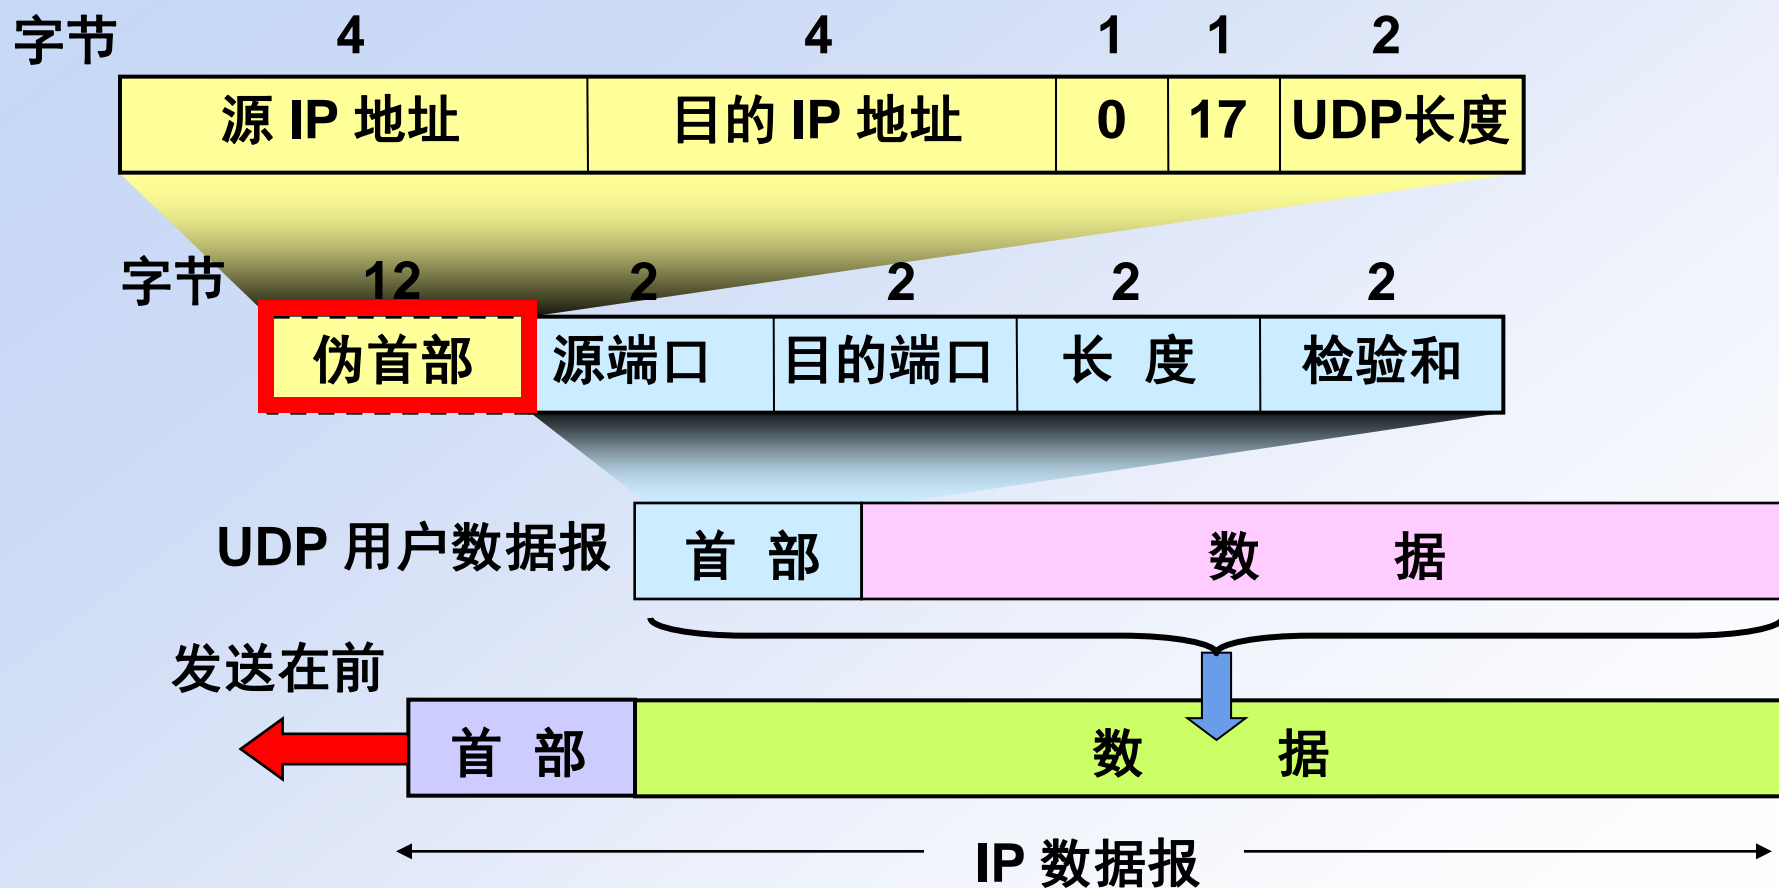 字节 4 4 1 1 2
源 IP 地址 目的 IP 地址 0 17 UDP长度
字节 12 2 2 2 2
伪首部 源端口 目的端口 长 度 检验和
UDP 用户数据报 首 部 数 据
发送在前
首 部 数 据
IP 数据报